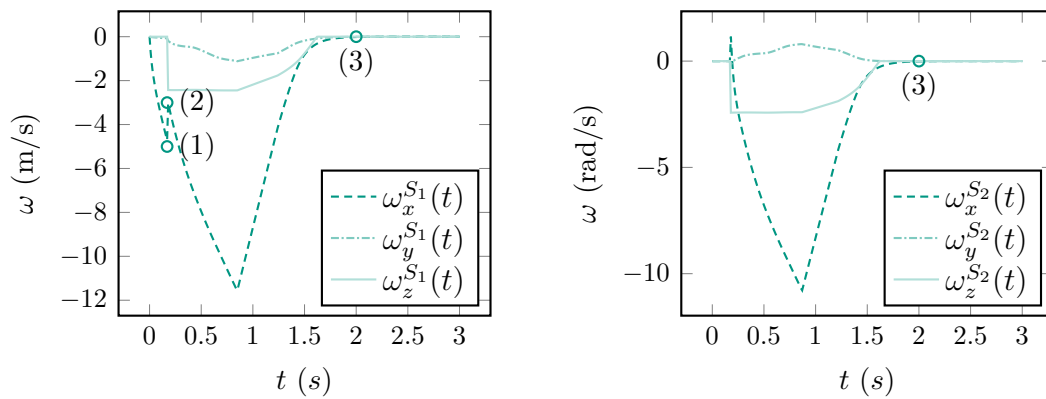 0
−2
−4
−6
−8
−10
−12
ω (m/s)
(1)
(2)
(3)
ω_x^{S_1}(t)
ω_y^{S_1}(t)
ω_z^{S_1}(t)
0 0.5 1 1.5 2 2.5 3
t (s)
0
−5
−10
ω (rad/s)
(3)
ω_x^{S_2}(t)
ω_y^{S_2}(t)
ω_z^{S_2}(t)
0 0.5 1 1.5 2 2.5 3
t (s)